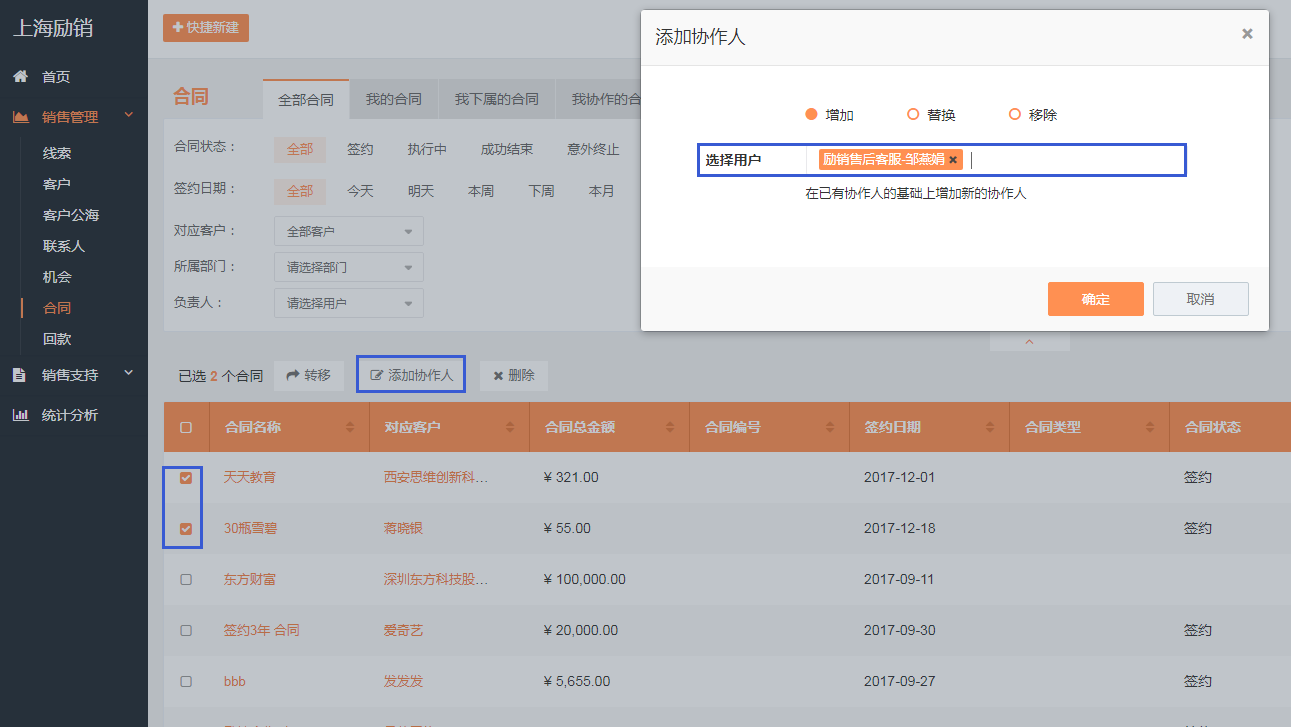 上海励销
快捷新建
首页
销售管理
线索
客户
客户公海
联系人
机会
合同
回款
销售支持
统计分析
合同
全部合同 我的合同 我下属的合同 我协作的合
合同状态： 全部 签约 执行中 成功结束 意外终止
签约日期： 全部 今天 明天 本周 下周 本月
对应客户： 全部客户
所属部门： 请选择部门
负责人： 请选择用户
添加协作人 ×
增加 替换 移除
选择用户 励销售后客服-邹燕娟 ×
在已有协作人的基础上增加新的协作人
确定 取消
已选 2 个合同 转移 添加协作人 删除
合同名称 对应客户 合同总金额 合同编号 签约日期 合同类型 合同状态
天天教育 西安思维创新科... ¥ 321.00 2017-12-01 签约
30瓶雪碧 蒋晓银 ¥ 55.00 2017-12-18 签约
东方财富 深圳东方科技股... ¥ 100,000.00 2017-09-11
签约3年 合同 爱奇艺 ¥ 20,000.00 2017-09-30 签约
bbb 发发发 ¥ 5,655.00 2017-09-27 签约